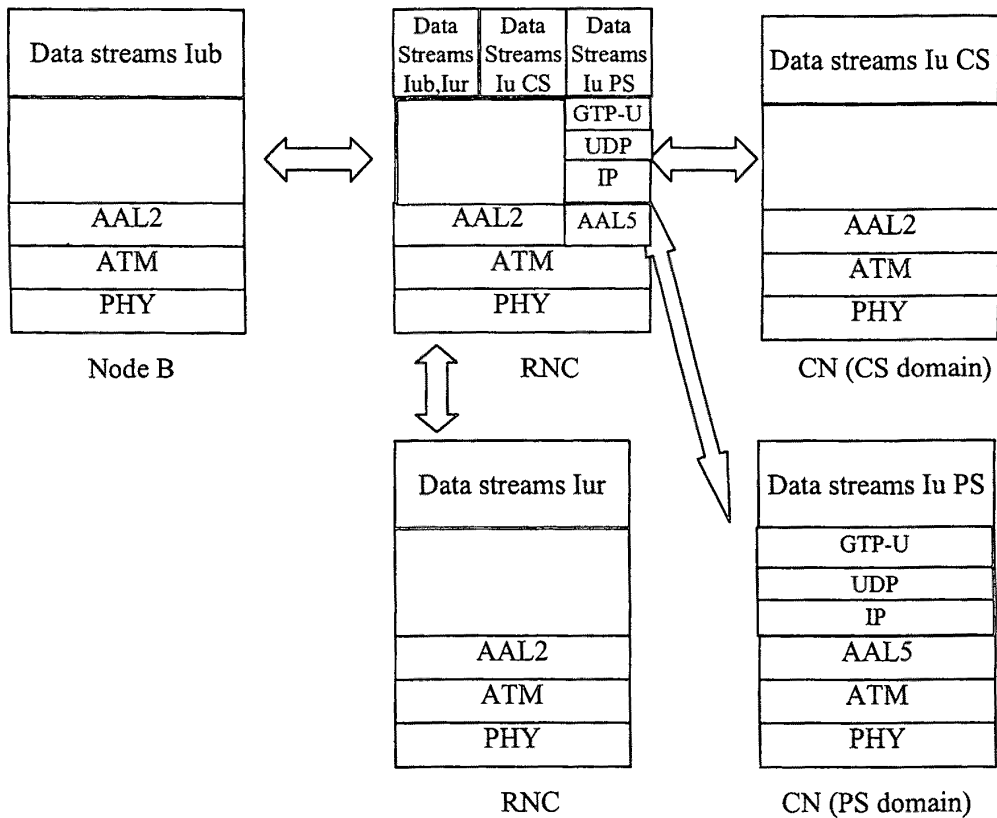 Data streams Iub
AAL2
ATM
PHY
Node B
Data
Streams
Iub,Iur
Data
Streams
Iu CS
Data
Streams
Iu PS
GTP-U
UDP
IP
AAL2
AAL5
ATM
PHY
RNC
Data streams Iu CS
AAL2
ATM
PHY
CN (CS domain)
Data streams Iur
AAL2
ATM
PHY
RNC
Data streams Iu PS
GTP-U
UDP
IP
AAL5
ATM
PHY
CN (PS domain)